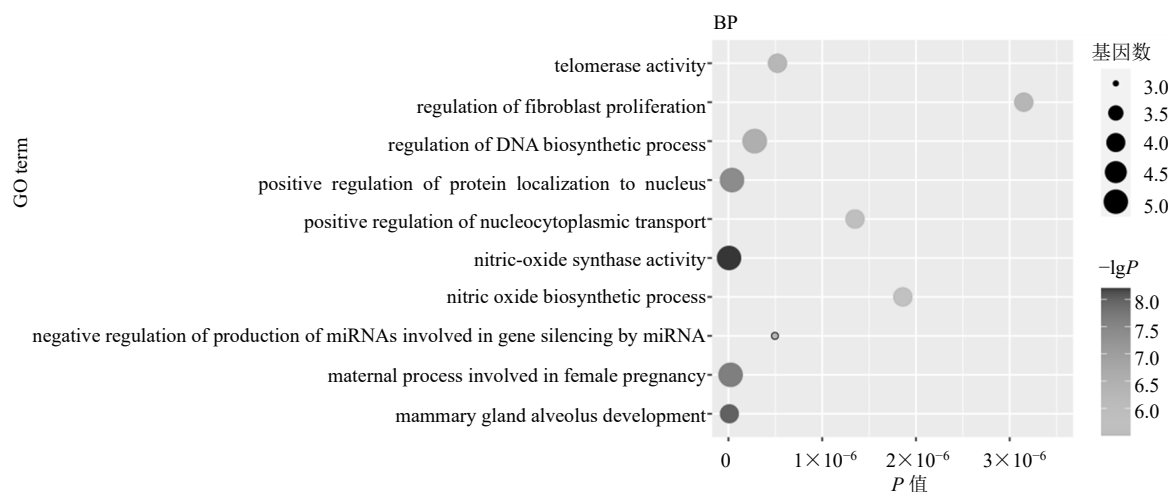 BP
GO term
telomerase activity
regulation of fibroblast proliferation
regulation of DNA biosynthetic process
positive regulation of protein localization to nucleus
positive regulation of nucleocytoplasmic transport
nitric-oxide synthase activity
nitric oxide biosynthetic process
negative regulation of production of miRNAs involved in gene silencing by miRNA
maternal process involved in female pregnancy
mammary gland alveolus development
0 1×10⁻⁶ 2×10⁻⁶ 3×10⁻⁶
P 值
基因数
3.0
3.5
4.0
4.5
5.0
−lgP
8.0
7.5
7.0
6.5
6.0